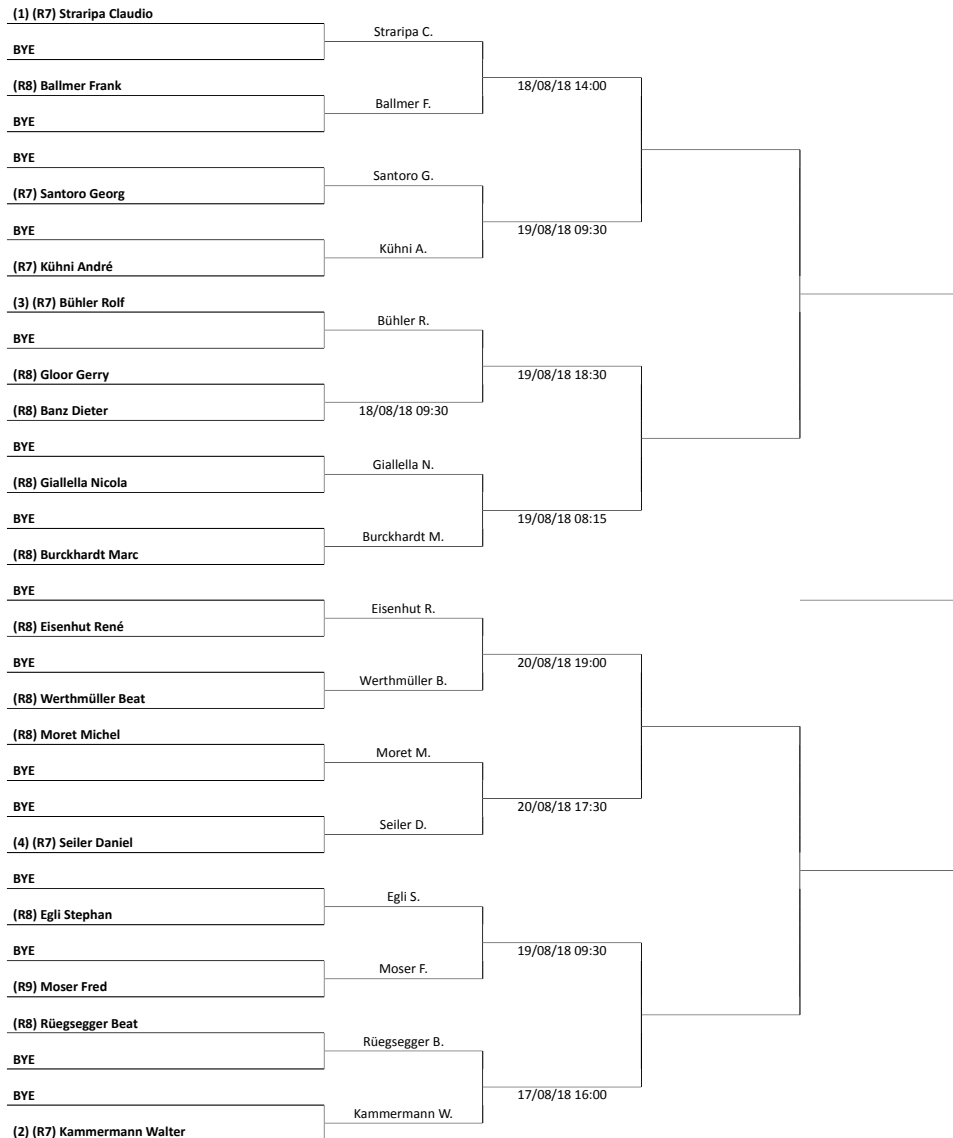 (1) (R7) Straripa Claudio
Straripa C.
BYE
(R8) Ballmer Frank
18/08/18 14:00
Ballmer F.
BYE
BYE
Santoro G.
(R7) Santoro Georg
BYE
19/08/18 09:30
Kühni A.
(R7) Kühni André
(3) (R7) Bühler Rolf
Bühler R.
BYE
(R8) Gloor Gerry
19/08/18 18:30
(R8) Banz Dieter
18/08/18 09:30
BYE
Giallella N.
(R8) Giallella Nicola
BYE
19/08/18 08:15
Burckhardt M.
(R8) Burckhardt Marc
BYE
Eisenhut R.
(R8) Eisenhut René
BYE
20/08/18 19:00
Werthmüller B.
(R8) Werthmüller Beat
(R8) Moret Michel
Moret M.
BYE
BYE
20/08/18 17:30
Seiler D.
(4) (R7) Seiler Daniel
BYE
Egli S.
(R8) Egli Stephan
BYE
19/08/18 09:30
Moser F.
(R9) Moser Fred
(R8) Rüegsegger Beat
Rüegsegger B.
BYE
BYE
17/08/18 16:00
Kammermann W.
(2) (R7) Kammermann Walter